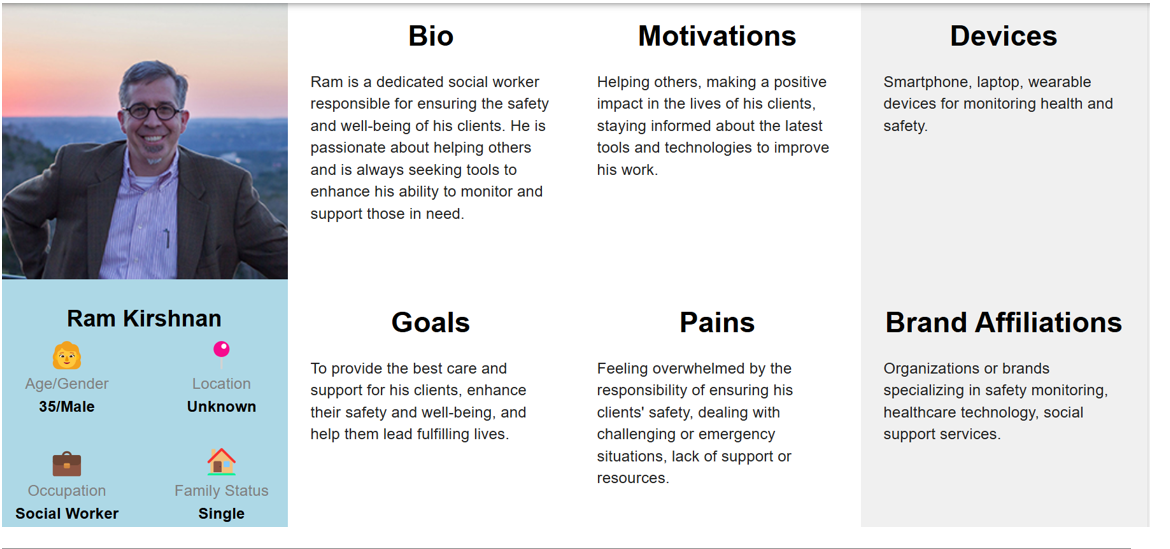 Bio
Ram is a dedicated social worker
responsible for ensuring the safety
and well-being of his clients. He is
passionate about helping others
and is always seeking tools to
enhance his ability to monitor and
support those in need.
Motivations
Helping others, making a positive
impact in the lives of his clients,
staying informed about the latest
tools and technologies to improve
his work.
Devices
Smartphone, laptop, wearable
devices for monitoring health and
safety.
Ram Kirshnan
Age/Gender
35/Male
Location
Unknown
Occupation
Social Worker
Family Status
Single
Goals
To provide the best care and
support for his clients, enhance
their safety and well-being, and
help them lead fulfilling lives.
Pains
Feeling overwhelmed by the
responsibility of ensuring his
clients' safety, dealing with
challenging or emergency
situations, lack of support or
resources.
Brand Affiliations
Organizations or brands
specializing in safety monitoring,
healthcare technology, social
support services.